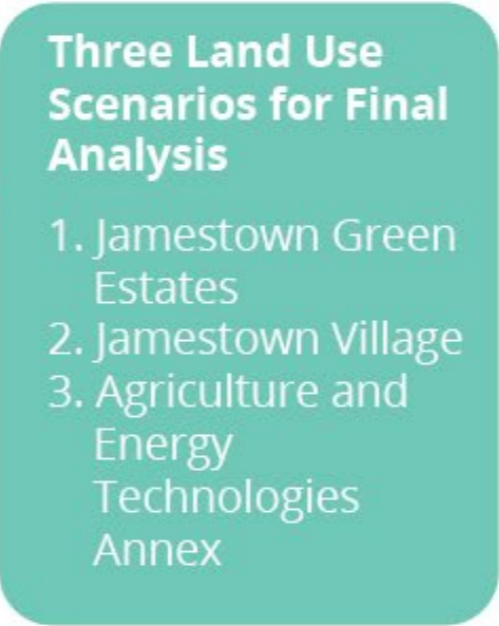 Three Land Use
Scenarios for Final
Analysis
1. Jamestown Green
Estates
2. Jamestown Village
3. Agriculture and
Energy
Technologies
Annex